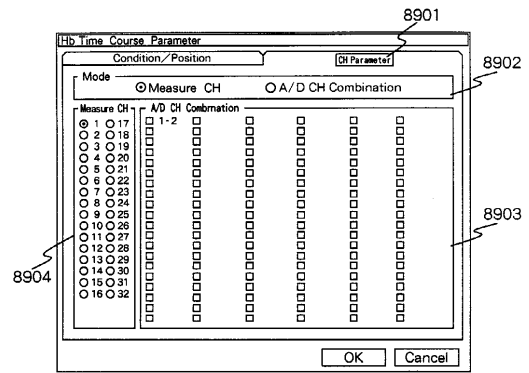 8901
Hb Time Course Parameter
Condition/Position CH Parameter
8902
Mode
Measure CH A/D CH Combination
Measure CH A/D CH Combrnation
1 17 1-2
2 18
3 19
4 20
5 21
6 22
7 23
8 24
9 25
10 26
11 27
12 28
13 29
14 30
15 31
16 32
8903
8904
OK Cancel